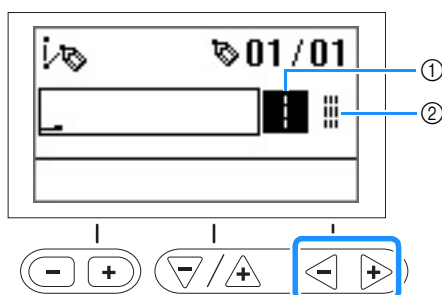 01/01
①
②
- + ▽/△+ ◁- ▷+